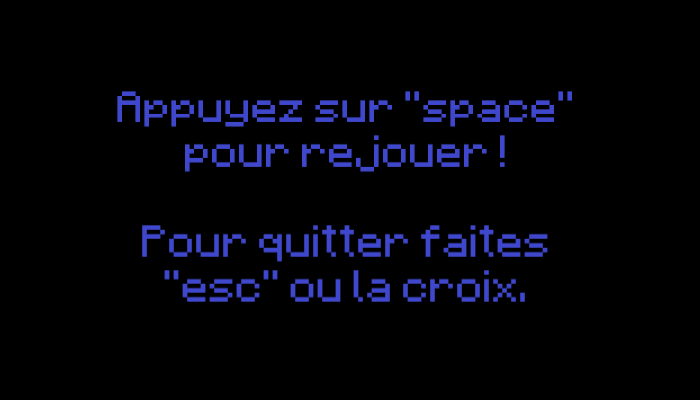 Appuyez sur "space"
pour rejouer !
Pour quitter faites
"esc" ou la croix.